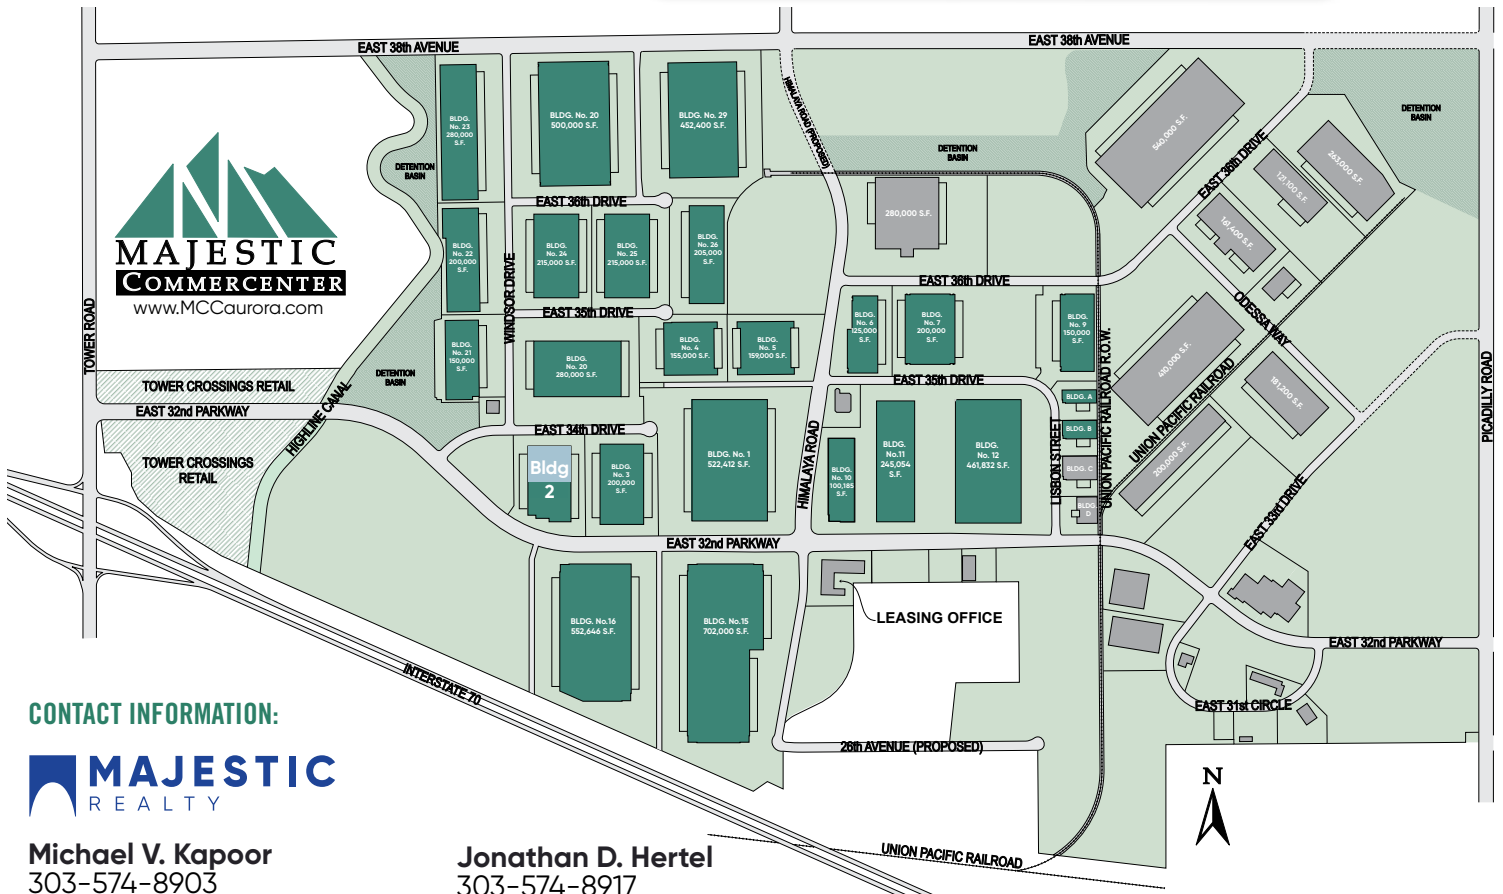 EAST 38th AVENUE
EAST 38th AVENUE
MAJESTIC
COMMERCENTER
www.MCCaurora.com
TOWER ROAD
TOWER CROSSINGS RETAIL
EAST 32nd PARKWAY
TOWER CROSSINGS
RETAIL
HIGHLINE CANAL
DETENTION
BASIN
DETENTION
BASIN
BLDG.
No. 23
280,000
S.F.
BLDG.
No. 22
200,000
S.F.
BLDG.
No. 21
150,000
S.F.
WINDSOR DRIVE
BLDG. No. 20
500,000 S.F.
BLDG. No. 29
452,400 S.F.
EAST 36th DRIVE
BLDG.
No. 24
215,000 S.F.
BLDG.
No. 25
215,000 S.F.
BLDG.
No. 26
205,000
S.F.
EAST 35th DRIVE
BLDG.
No. 20
280,000 S.F.
BLDG.
No. 4
155,000 S.F.
BLDG.
No. 5
159,000 S.F.
EAST 34th DRIVE
Bldg
2
BLDG.
No. 3
200,000
S.F.
BLDG. No. 1
522,412 S.F.
EAST 32nd PARKWAY
BLDG. No.16
552,646 S.F.
BLDG. No.15
702,000 S.F.
HIMALAYA ROAD (PROPOSED)
DETENTION
BASIN
280,000 S.F.
EAST 36th DRIVE
BLDG.
No. 6
125,000
S.F.
BLDG.
No. 7
200,000
S.F.
BLDG.
No. 9
150,000
S.F.
EAST 35th DRIVE
HIMALAYA ROAD
BLDG.
No. 10
100,185
S.F.
BLDG.
No.11
245,054
S.F.
BLDG.
No. 12
461,832 S.F.
LISBON STREET
BLDG. A
BLDG. B
BLDG. C
BLDG.
D
UNION PACIFIC RAILROAD R.O.W.
540,000 S.F.
EAST 36th DRIVE
121,100 S.F.
263,000 S.F.
161,400 S.F.
DETENTION
BASIN
ODESSA WAY
410,000 S.F.
UNION PACIFIC RAILROAD
181,200 S.F.
200,000 S.F.
EAST 33rd DRIVE
PICADILLY ROAD
LEASING OFFICE
EAST 32nd PARKWAY
EAST 31st CIRCLE
26th AVENUE (PROPOSED)
INTERSTATE 70
UNION PACIFIC RAILROAD
N
CONTACT INFORMATION:
MAJESTIC
REALTY
Michael V. Kapoor
303-574-8903
Jonathan D. Hertel
303-574-8917